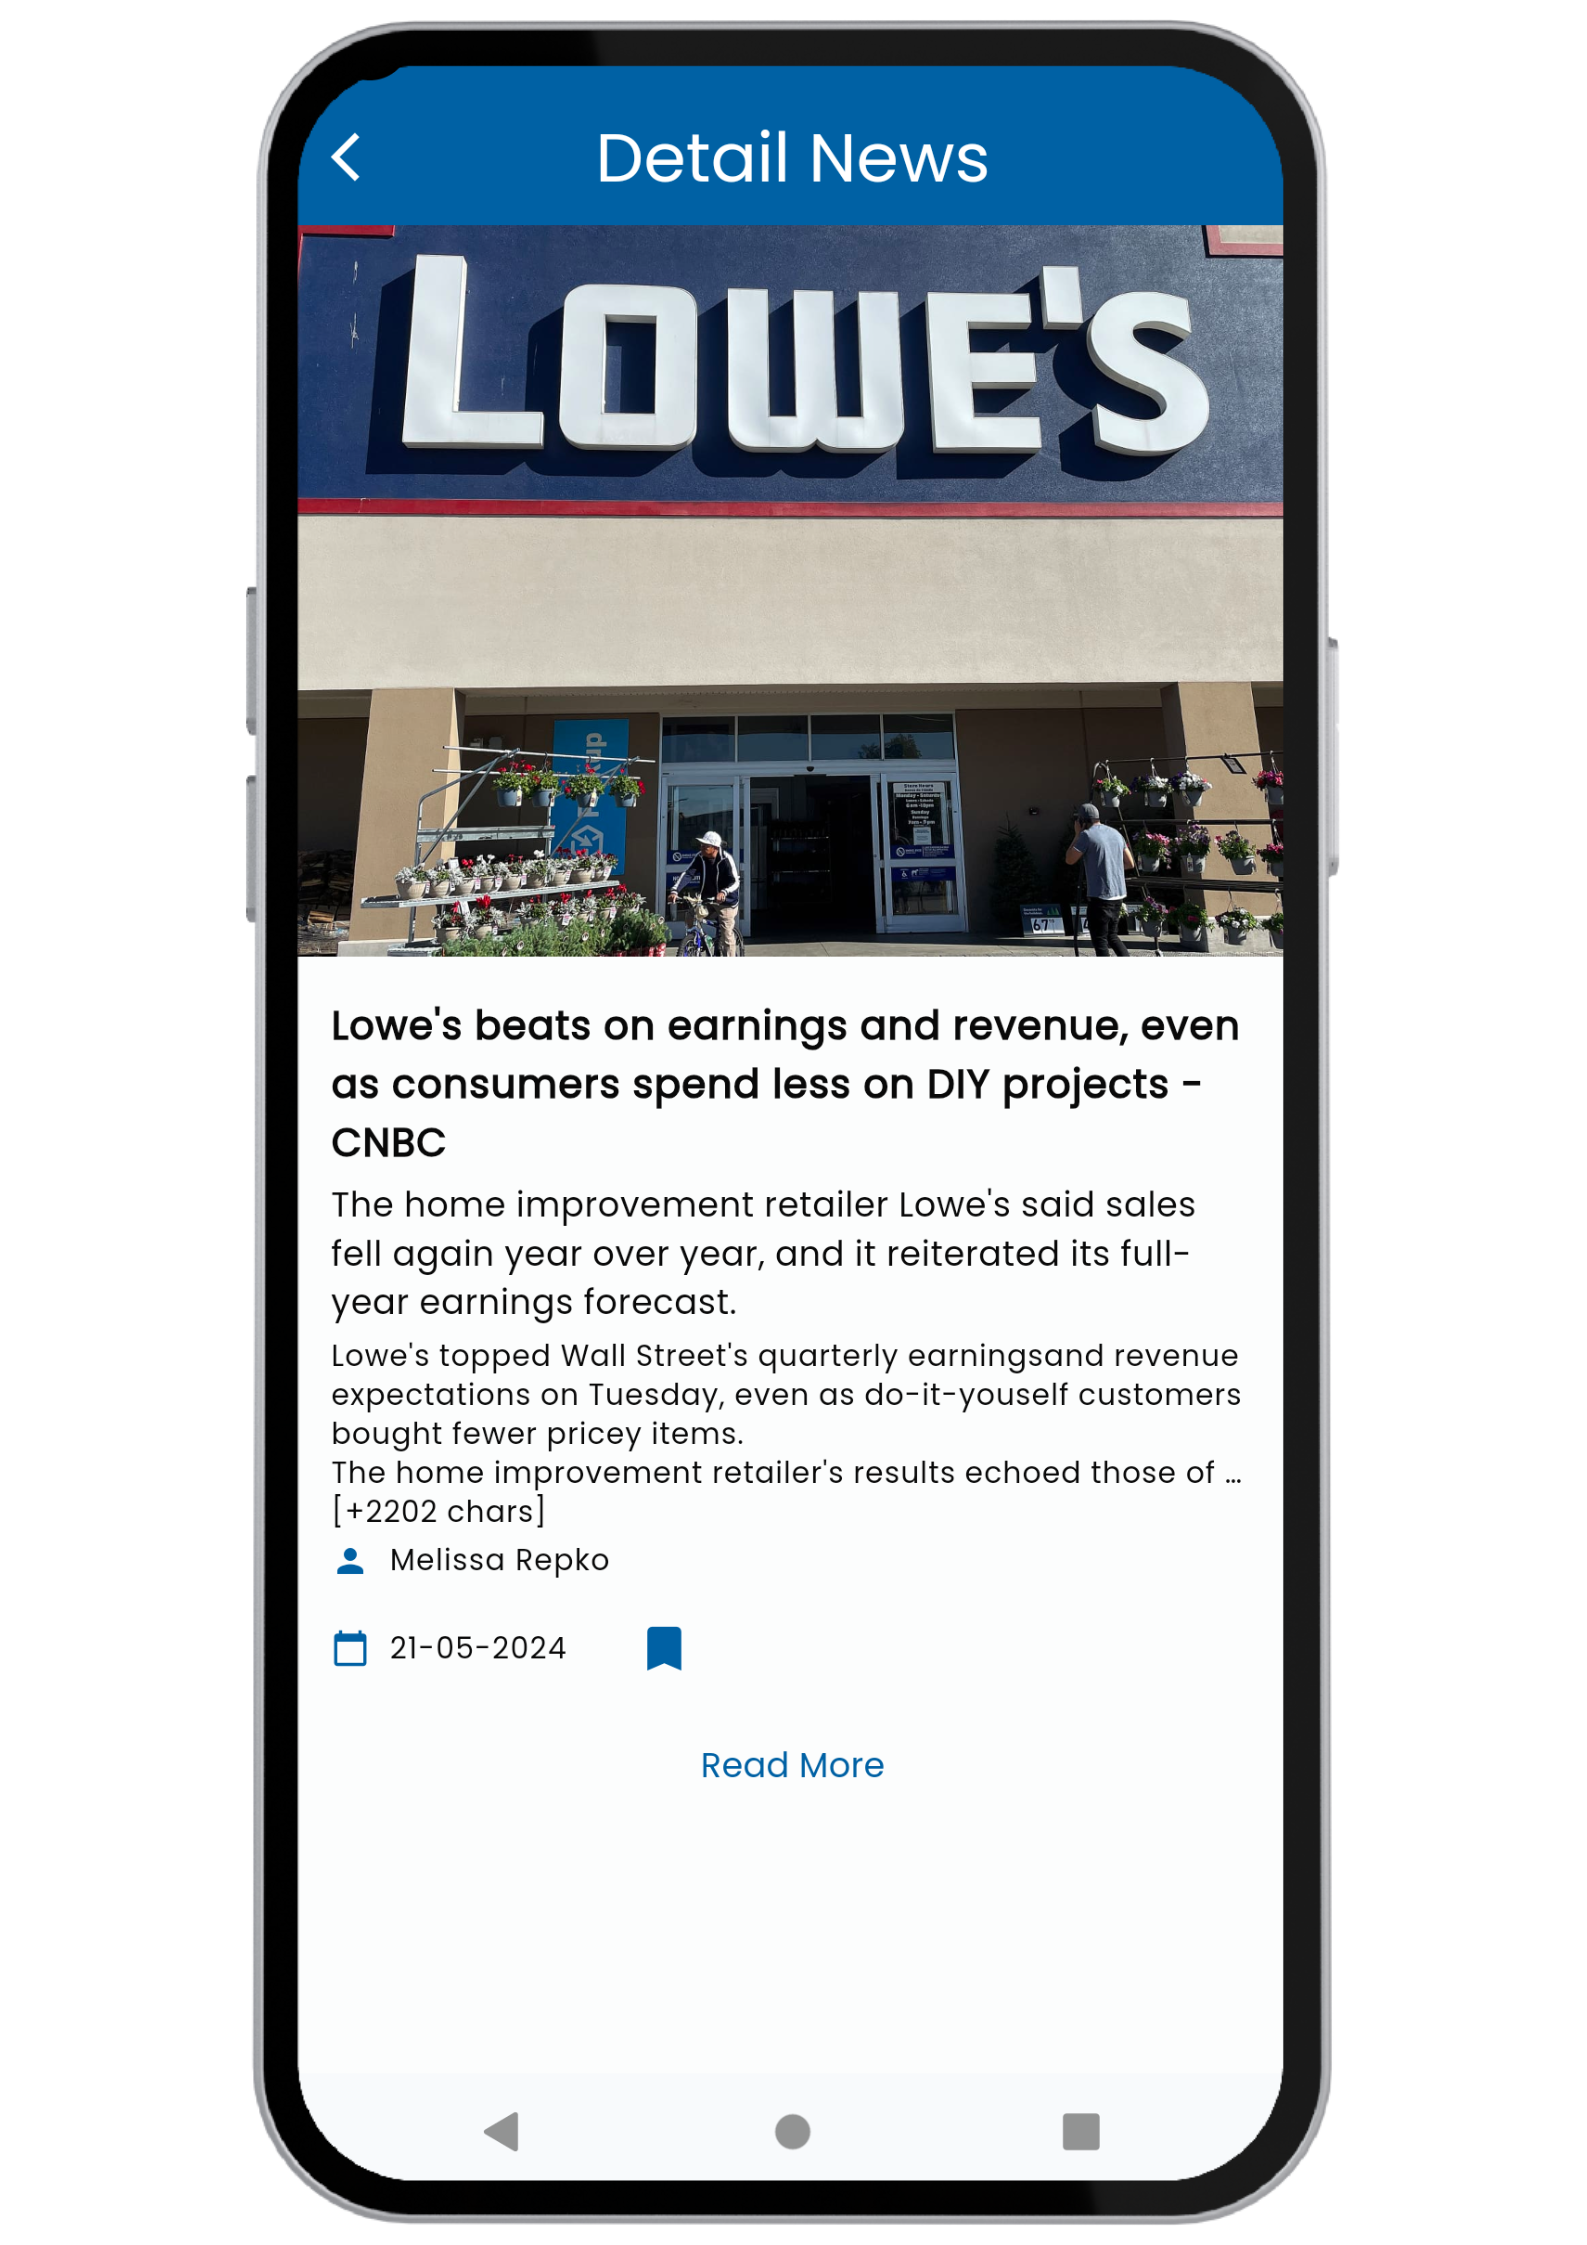 Detail News
LOWE'S
Store Hours
67
Lowe's beats on earnings and revenue, even
as consumers spend less on DIY projects -
CNBC
The home improvement retailer Lowe's said sales
fell again year over year, and it reiterated its full-
year earnings forecast.
Lowe's topped Wall Street's quarterly earningsand revenue
expectations on Tuesday, even as do-it-youself customers
bought fewer pricey items.
The home improvement retailer's results echoed those of …
[+2202 chars]
Melissa Repko
21-05-2024
Read More